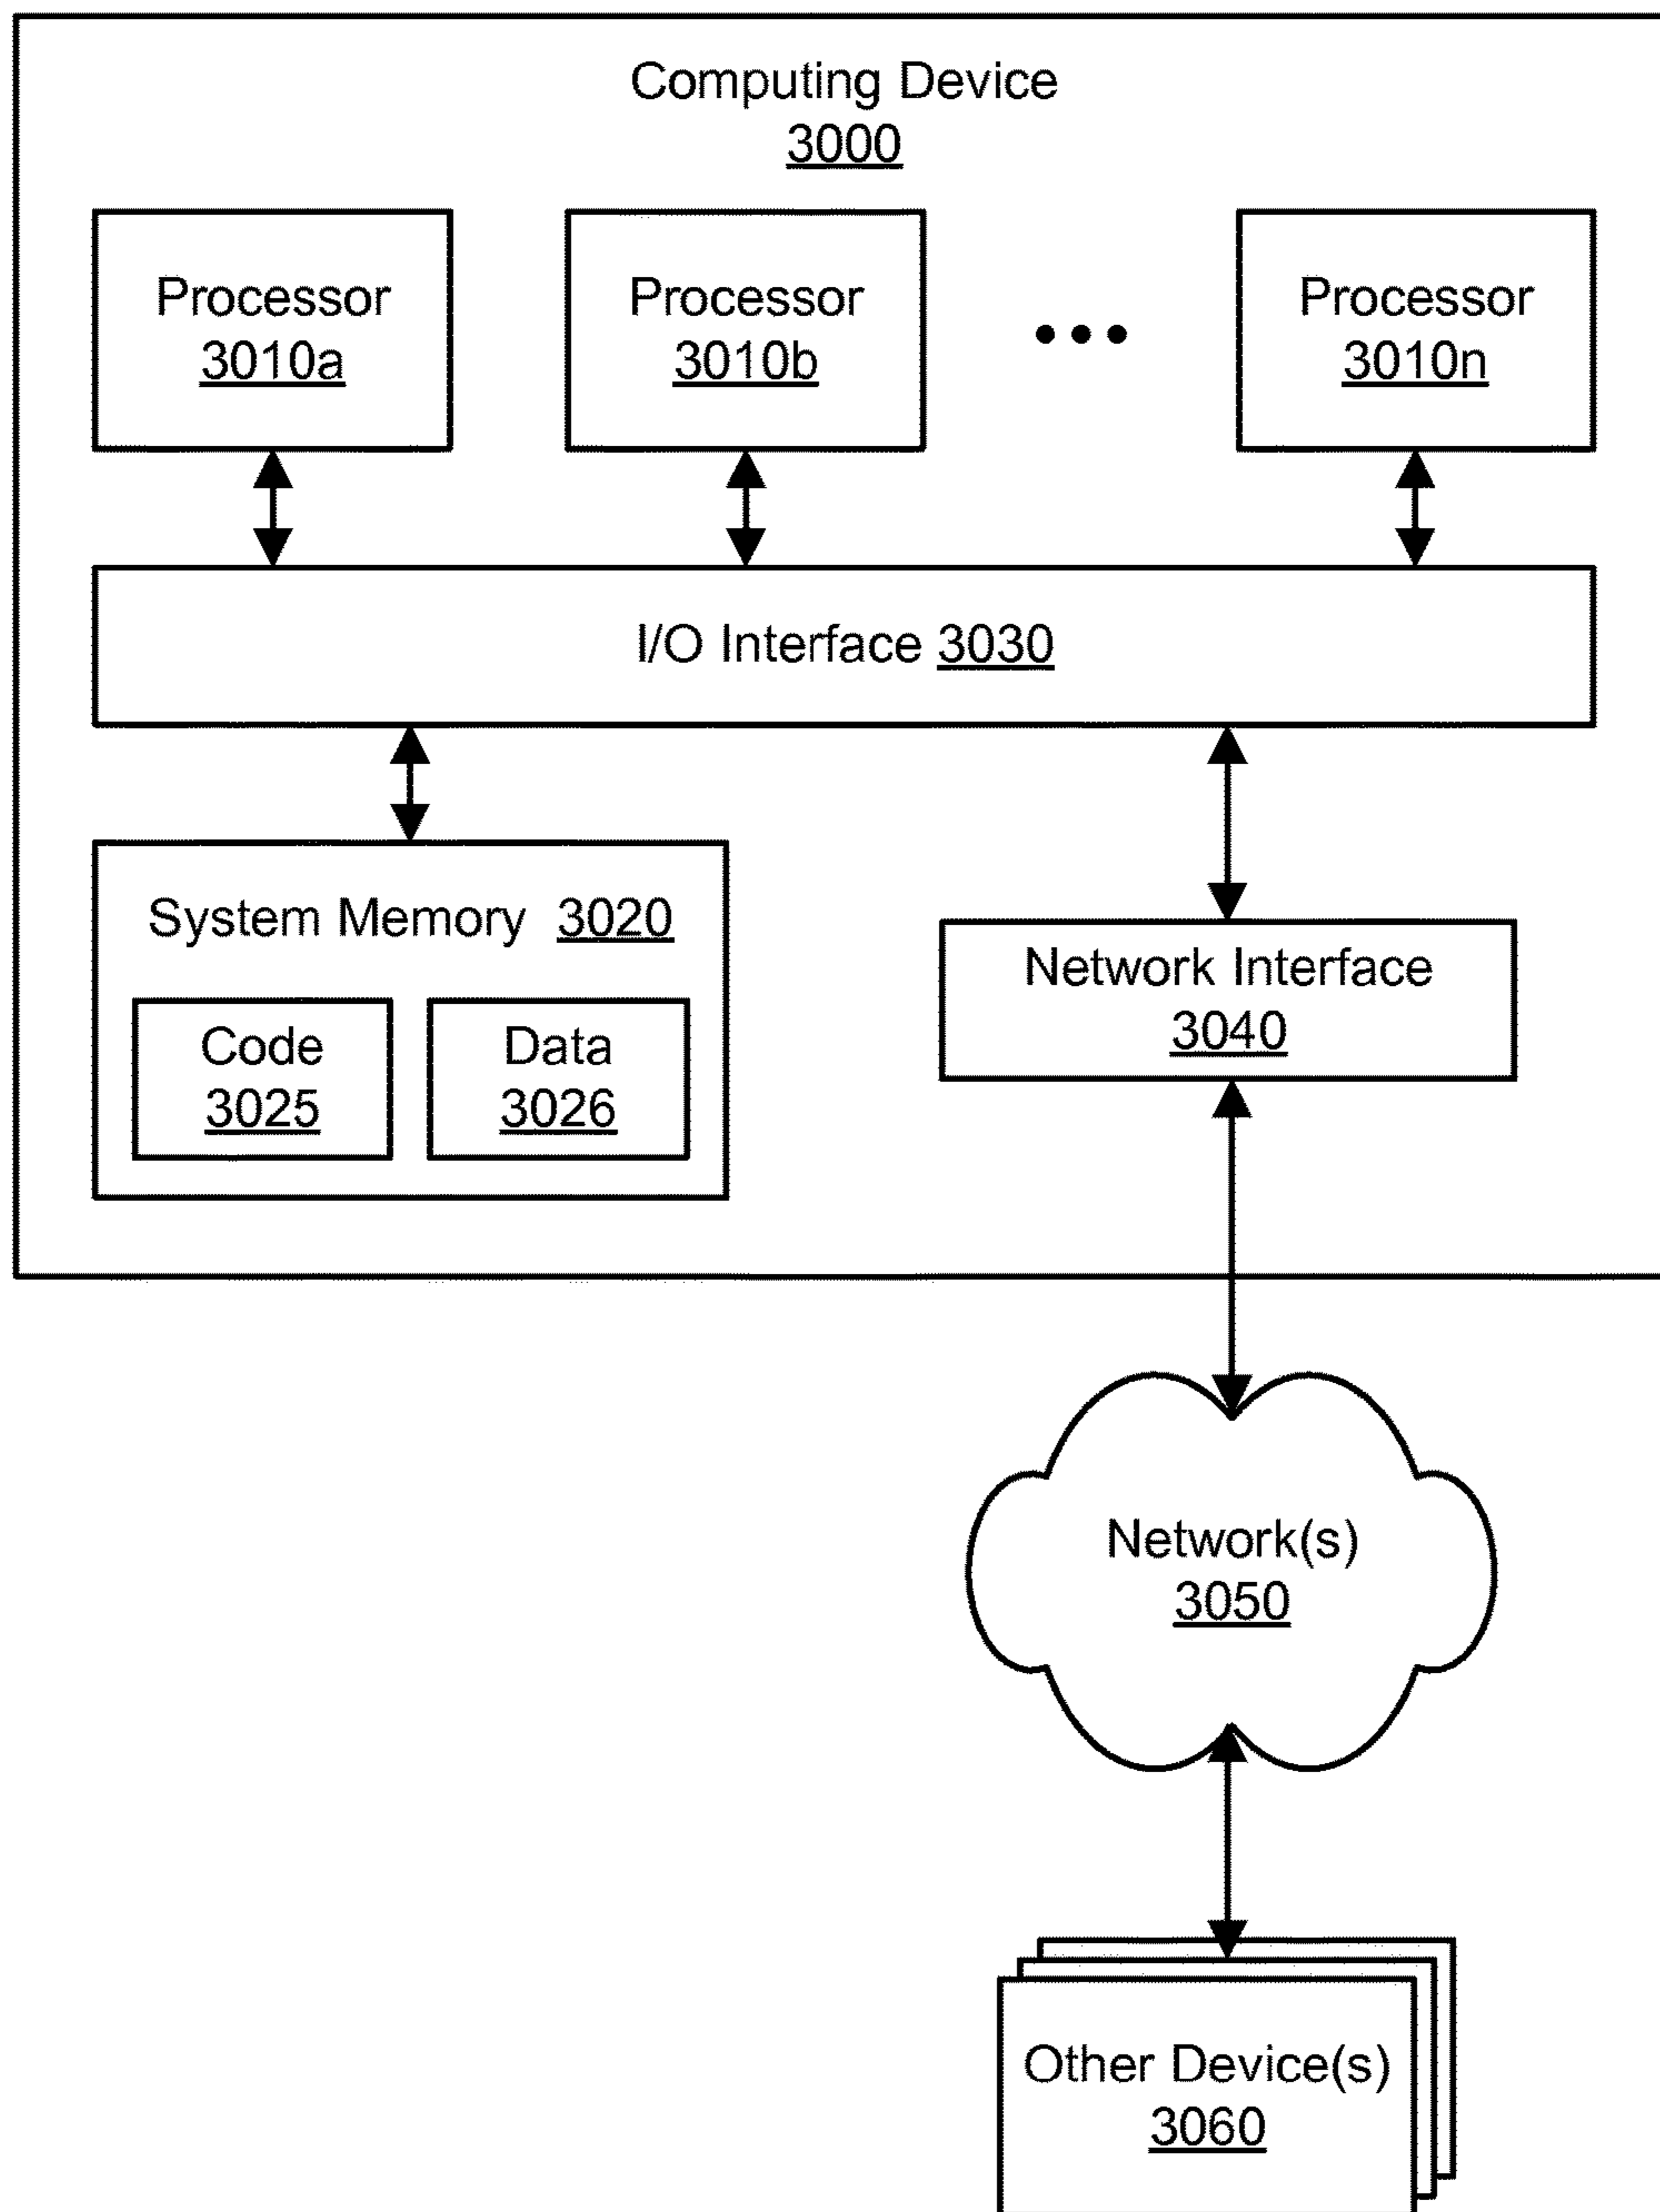 Computing Device
3000
Processor
3010a
Processor
3010b
Processor
3010n
I/O Interface 3030
System Memory 3020
Code
3025
Data
3026
Network Interface
3040
Network(s)
3050
Other Device(s)
3060